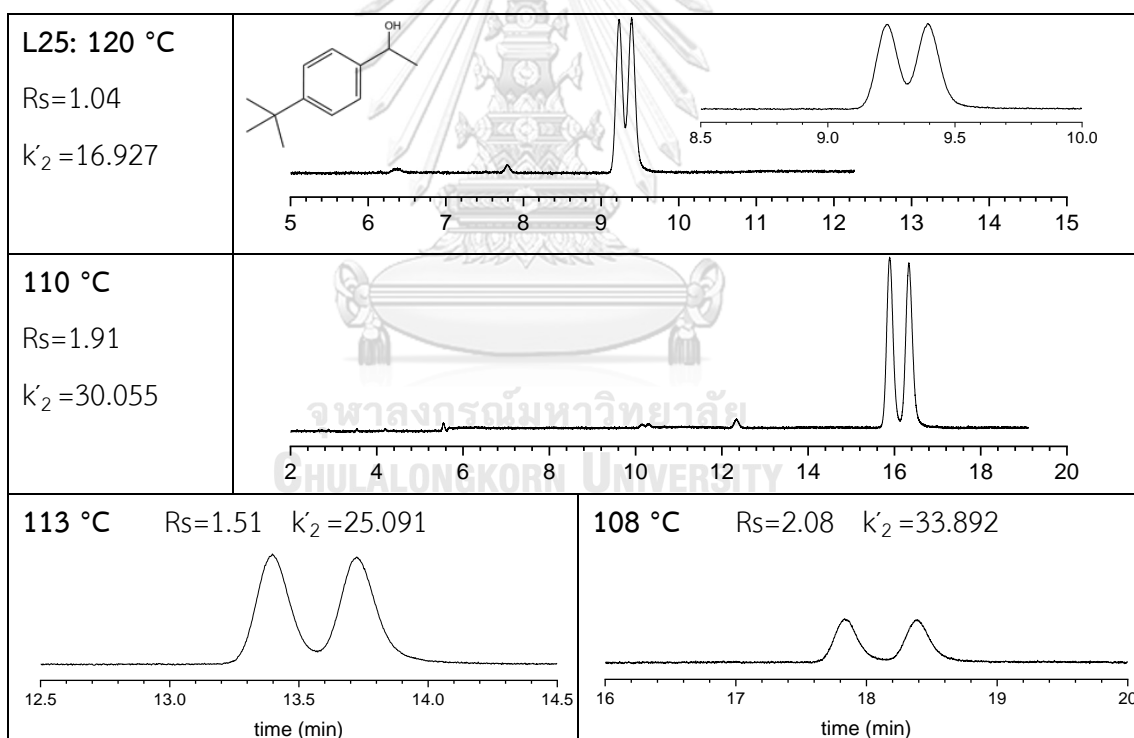 L25: 120 °C
Rs=1.04
k′₂ =16.927
OH
8.5 9.0 9.5 10.0
5 6 7 8 9 10 11 12 13 14 15
110 °C
Rs=1.91
k′₂ =30.055
จุฬาลงกรณ์มหาวิทยาลัย
2 4 6 8 10 12 14 16 18 20
CHULALONGKORN UNIVERSITY
113 °C Rs=1.51 k′₂ =25.091
12.5 13.0 13.5 14.0 14.5
time (min)
108 °C Rs=2.08 k′₂ =33.892
16 17 18 19 20
time (min)